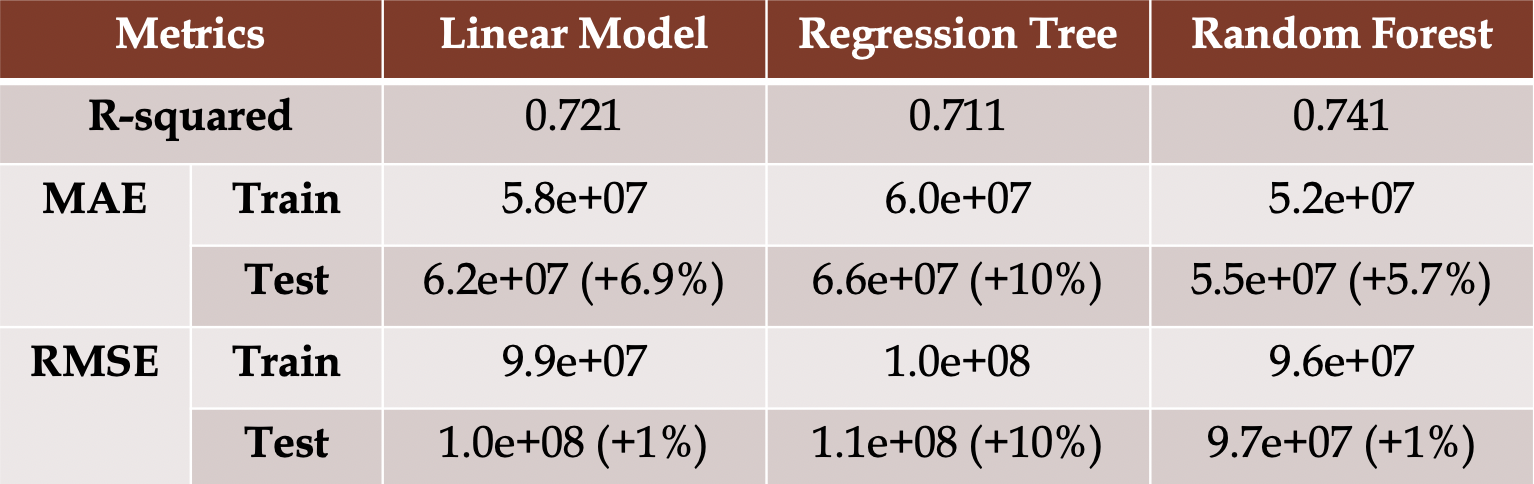 Metrics Linear Model Regression Tree Random Forest
R-squared 0.721 0.711 0.741
MAE Train 5.8e+07 6.0e+07 5.2e+07
Test 6.2e+07 (+6.9%) 6.6e+07 (+10%) 5.5e+07 (+5.7%)
RMSE Train 9.9e+07 1.0e+08 9.6e+07
Test 1.0e+08 (+1%) 1.1e+08 (+10%) 9.7e+07 (+1%)